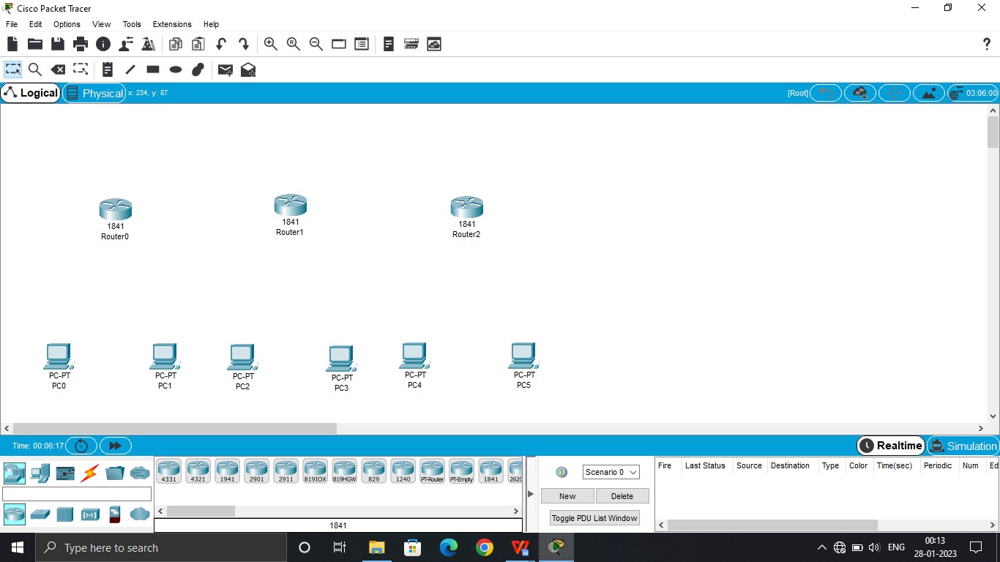 Cisco Packet Tracer
File Edit Options View Tools Extensions Help
R
?
Logical Physical x: 234, y: 87 [Root] 03:06:00
1841
Router0
1841
Router1
1841
Router2
PC-PT
PC0
PC-PT
PC1
PC-PT
PC2
PC-PT
PC3
PC-PT
PC4
PC-PT
PC5
Time: 00:06:17 Realtime Simulation
4331 4321 1941 2901 2911 819IOX 819HGW 829 1240 PT-Router PT-Empty 1841 2620
1841
Scenario 0
New Delete
Toggle PDU List Window
Fire Last Status Source Destination Type Color Time(sec) Periodic Num Ed
Type here to search
ENG
00:13
28-01-2023